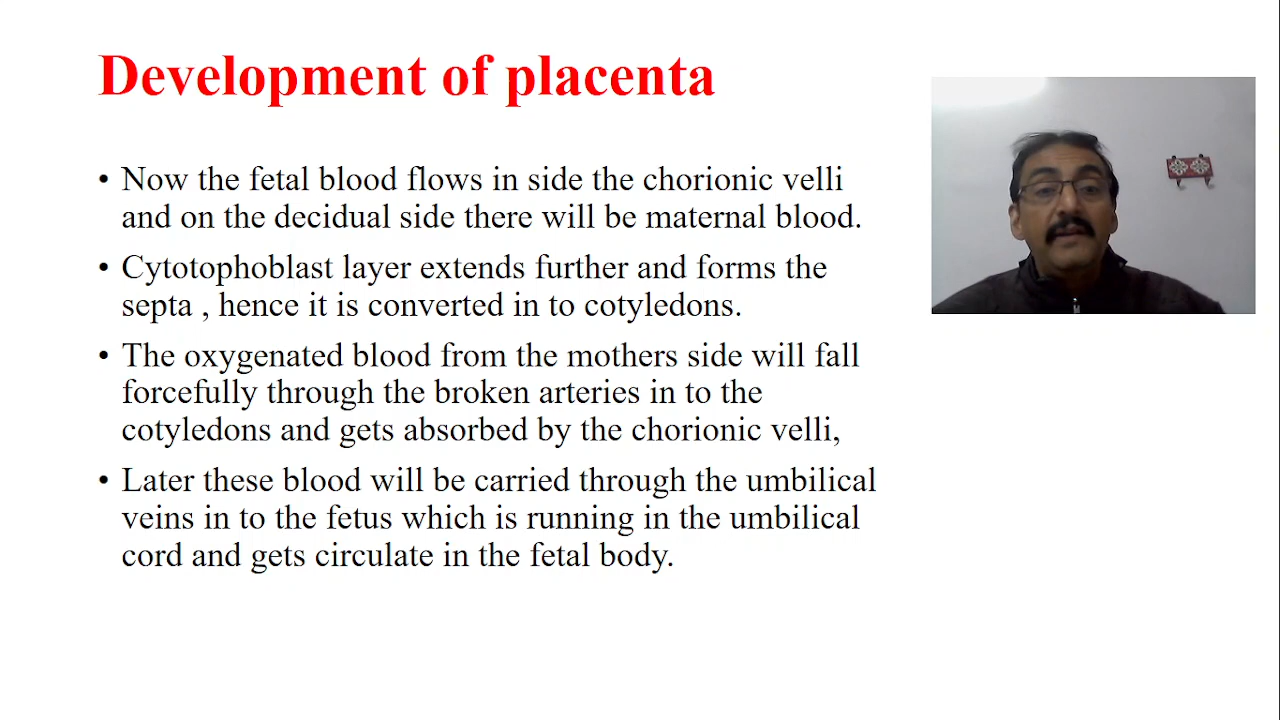 Development of placenta
• Now the fetal blood flows in side the chorionic velli
and on the decidual side there will be maternal blood.
• Cytotophoblast layer extends further and forms the
septa , hence it is converted in to cotyledons.
• The oxygenated blood from the mothers side will fall
forcefully through the broken arteries in to the
cotyledons and gets absorbed by the chorionic velli,
• Later these blood will be carried through the umbilical
veins in to the fetus which is running in the umbilical
cord and gets circulate in the fetal body.